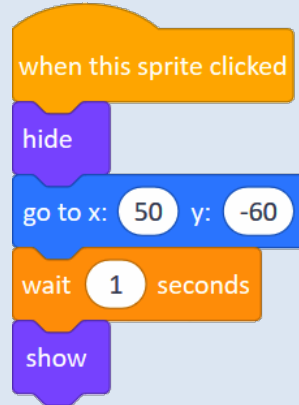 when this sprite clicked
hide
go to x: 50 y: -60
wait 1 seconds
show